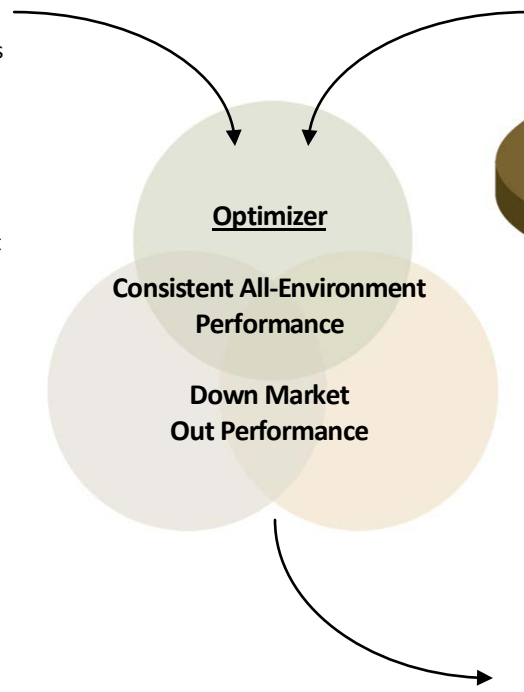 s
Optimizer
t
Consistent All-Environment
Performance
Down Market
Out Performance